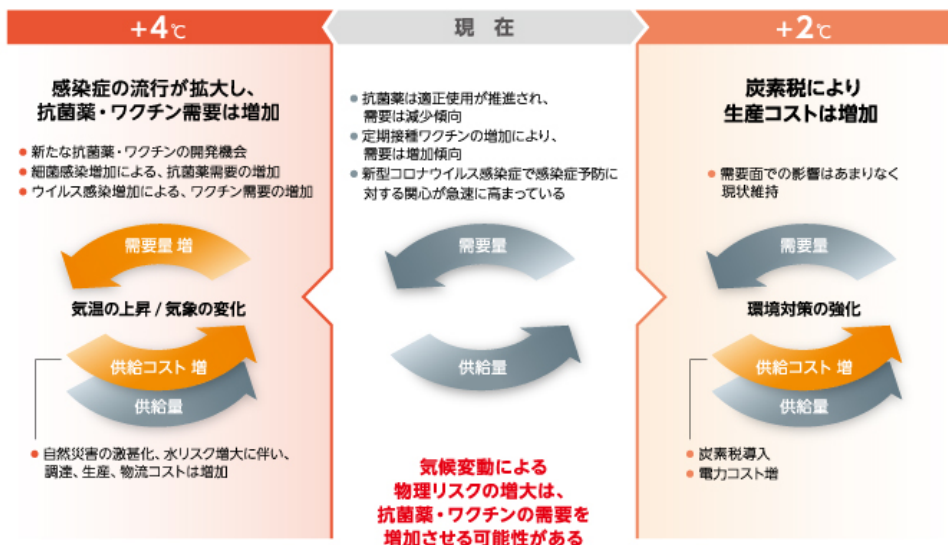 +4℃
感染症の流行が拡大し、
抗菌薬・ワクチン需要は増加
● 新たな抗菌薬・ワクチンの開発機会
● 細菌感染増加による、抗菌薬需要の増加
● ウイルス感染増加による、ワクチン需要の増加
需要量 増
気温の上昇 / 気象の変化
供給コスト 増
供給量
● 自然災害の激甚化、水リスク増大に伴い、
調達、生産、物流コストは増加
現 在
● 抗菌薬は適正使用が推進され、
需要は減少傾向
● 定期接種ワクチンの増加により、
需要は増加傾向
● 新型コロナウイルス感染症で感染症予防に
対する関心が急速に高まっている
需要量
供給量
気候変動による
物理リスクの増大は、
抗菌薬・ワクチンの需要を
増加させる可能性がある
+2℃
炭素税により
生産コストは増加
● 需要面での影響はあまりなく
現状維持
需要量
環境対策の強化
供給コスト 増
供給量
● 炭素税導入
● 電力コスト増